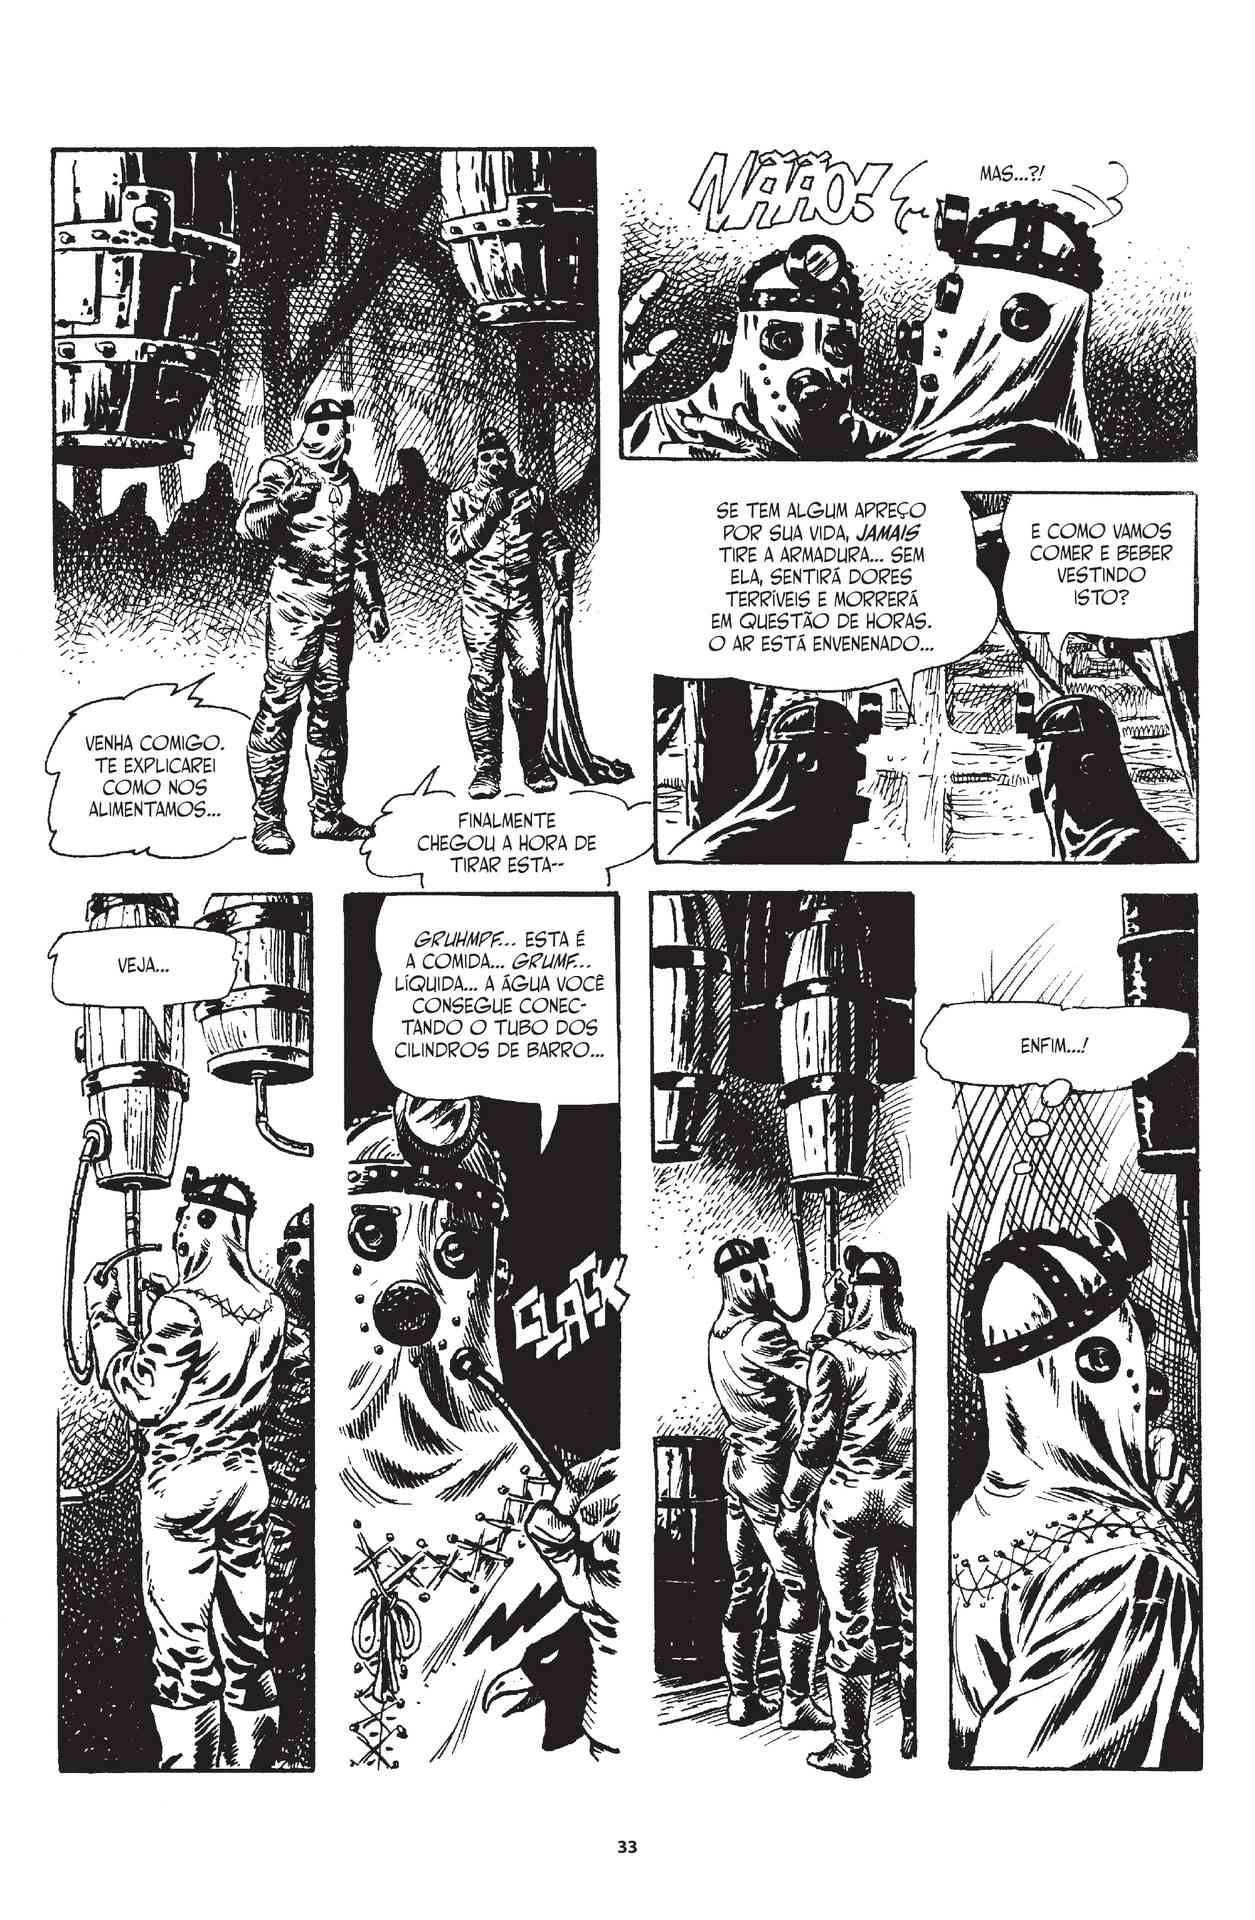 VENHA COMIGO.
TE EXPLICAREI
COMO NOS
ALIMENTAMOS...
FINALMENTE
CHEGOU A HORA DE
TIRAR ESTA--
NÃÃÃO!
MAS...?!
SE TEM ALGUM APREÇO
POR SUA VIDA, JAMAIS
TIRE A ARMADURA... SEM
ELA, SENTIRÁ DORES
TERRÍVEIS E MORRERÁ
EM QUESTÃO DE HORAS.
O AR ESTÁ ENVENENADO...
E COMO VAMOS
COMER E BEBER
VESTINDO
ISTO?
VEJA...
GRUHMPF... ESTA É
A COMIDA... GRUMF...
LÍQUIDA... A ÁGUA VOCÊ
CONSEGUE CONEC-
TANDO O TUBO DOS
CILINDROS DE BARRO...
CLACK
ENFIM...!
33